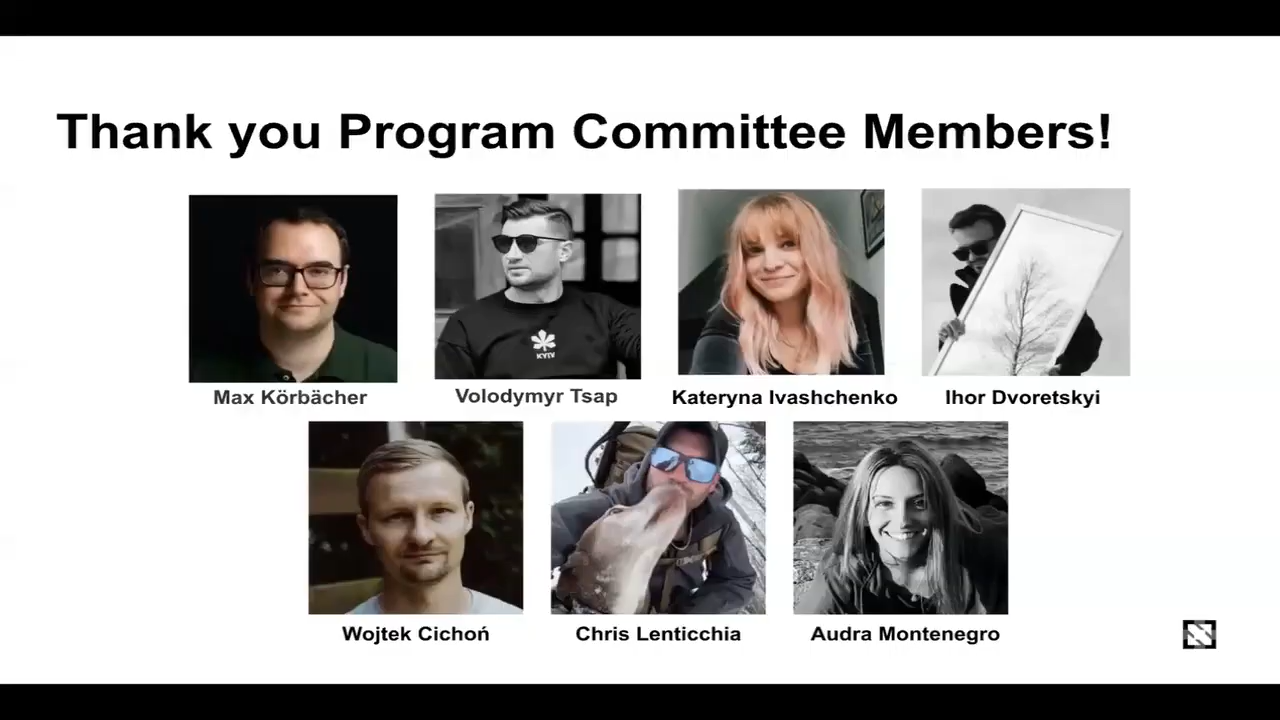 Thank you Program Committee Members!
KYIV
Max Körbächer
Volodymyr Tsap
Kateryna Ivashchenko
Ihor Dvoretskyi
Wojtek Cichoń
Chris Lenticchia
Audra Montenegro